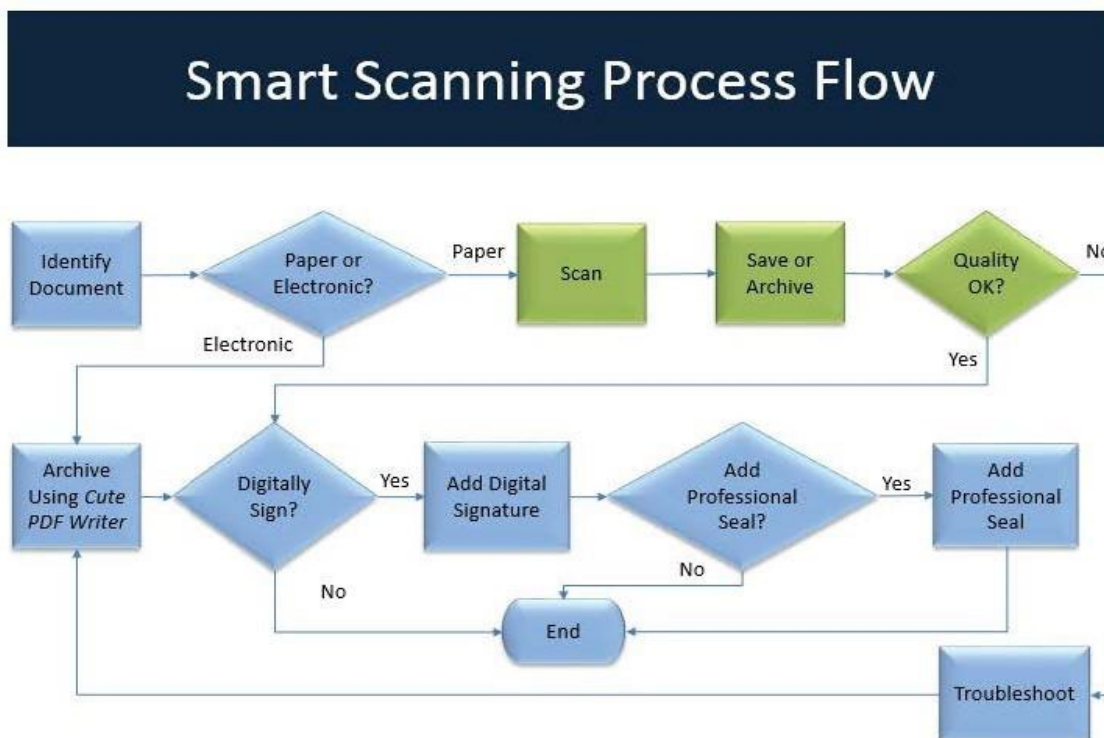 Smart Scanning Process Flow
Identify
Document
Paper or
Electronic?
Paper
Scan
Save or
Archive
Quality
OK?
No
Electronic
Yes
Archive
Using Cute
PDF Writer
Digitally
Sign?
Yes
Add Digital
Signature
Add
Professional
Seal?
Yes
Add
Professional
Seal
No
No
End
Troubleshoot